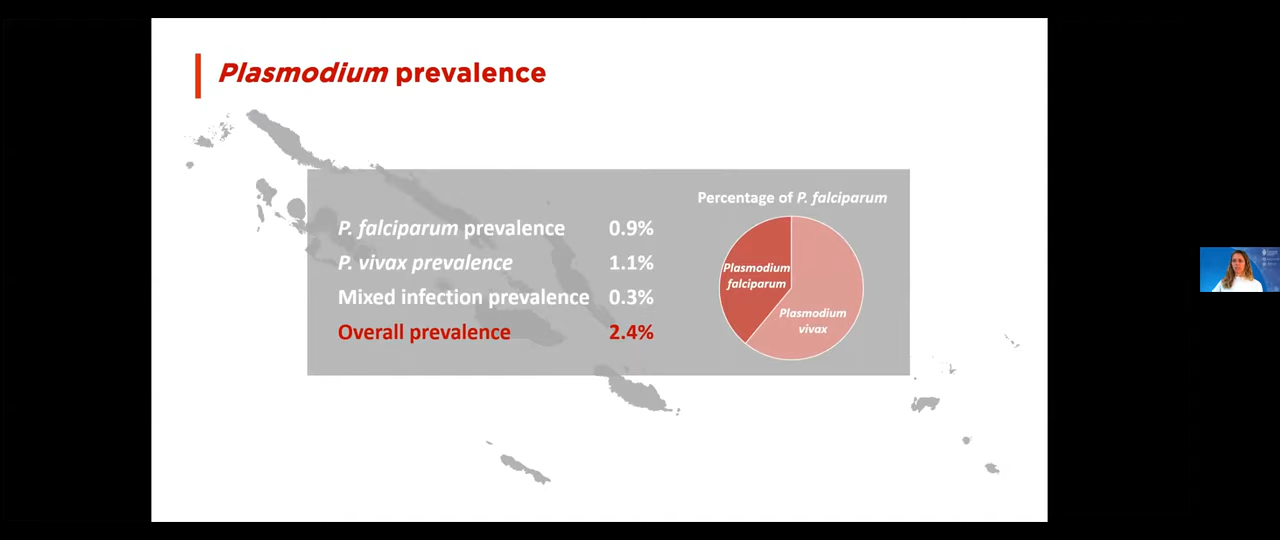 Plasmodium prevalence
P. falciparum prevalence 0.9%
P. vivax prevalence 1.1%
Mixed infection prevalence 0.3%
Overall prevalence 2.4%
Percentage of P. falciparum
Plasmodium
falciparum
Plasmodium
vivax